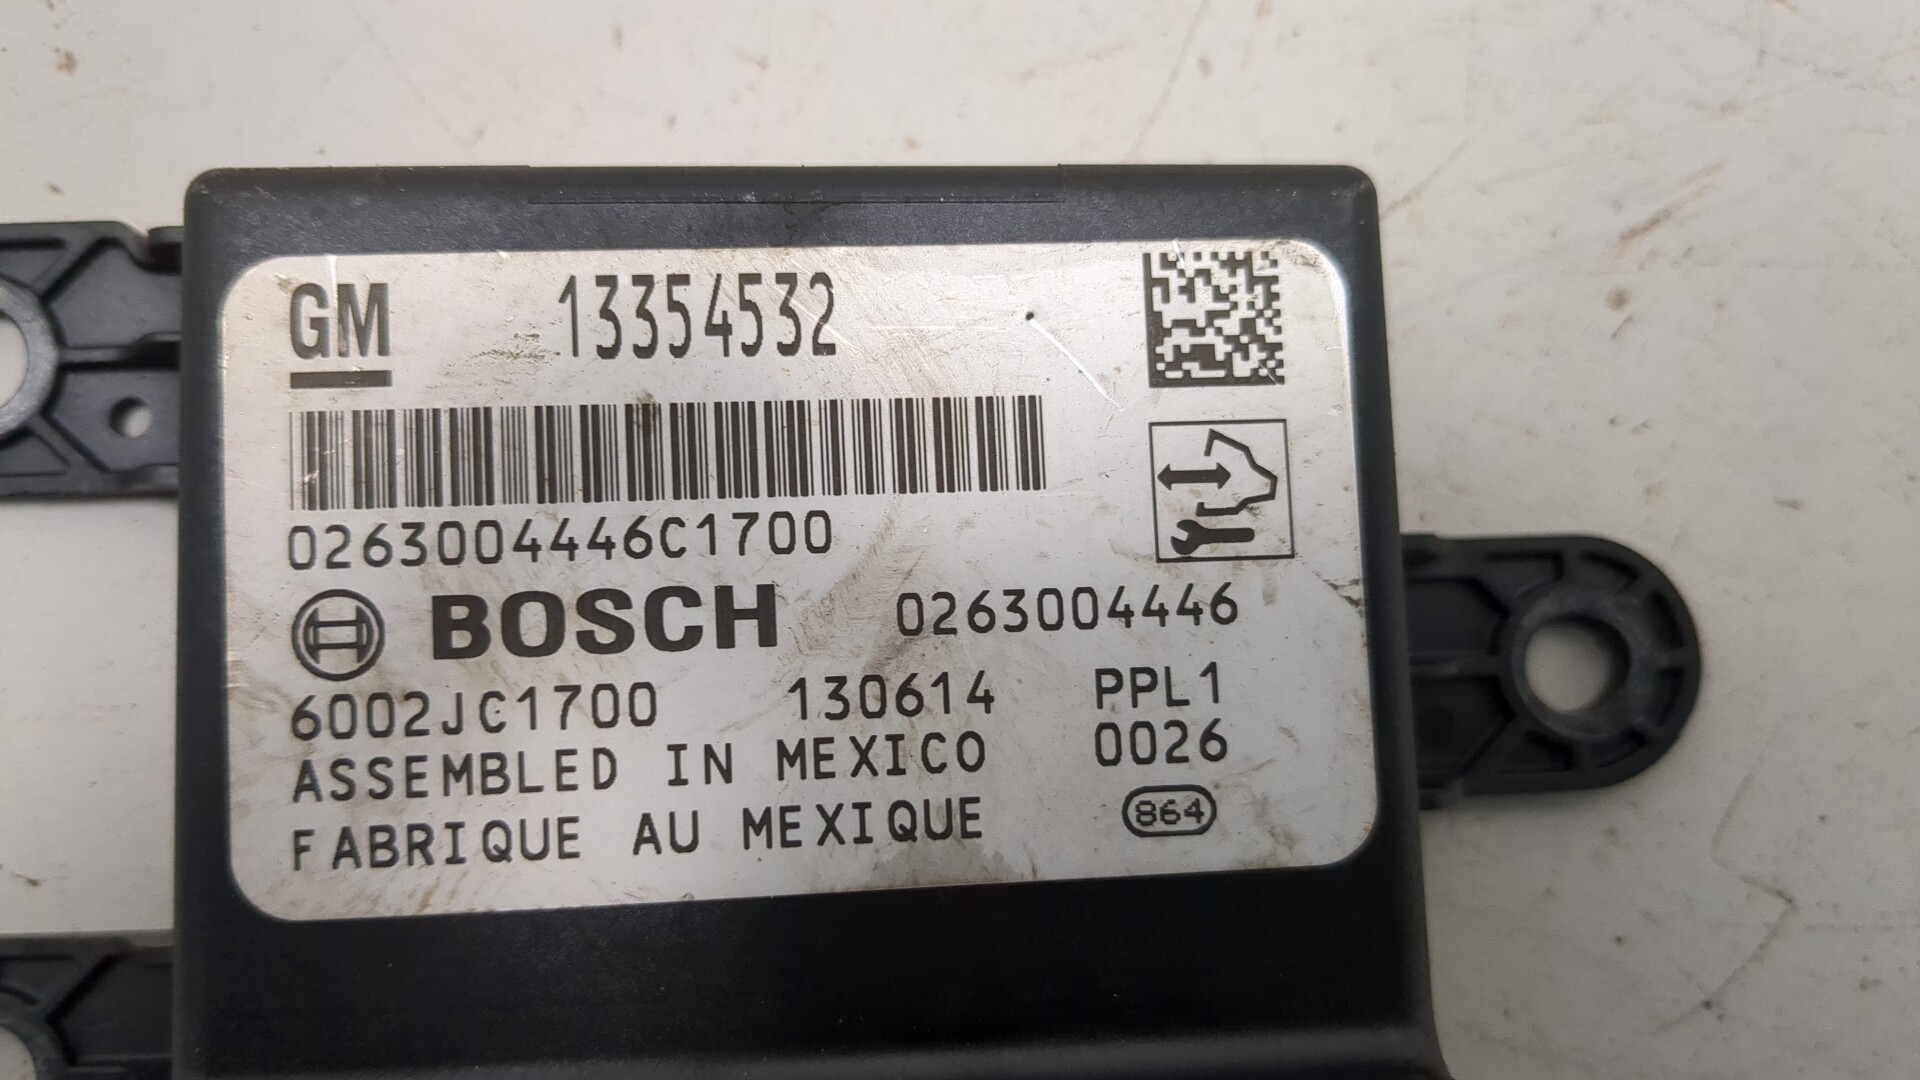 GM 13354532
0263004446C1700
BOSCH 0263004446
6002JC1700 130614 PPL1
ASSEMBLED IN MEXICO 0026
FABRIQUE AU MEXIQUE 864